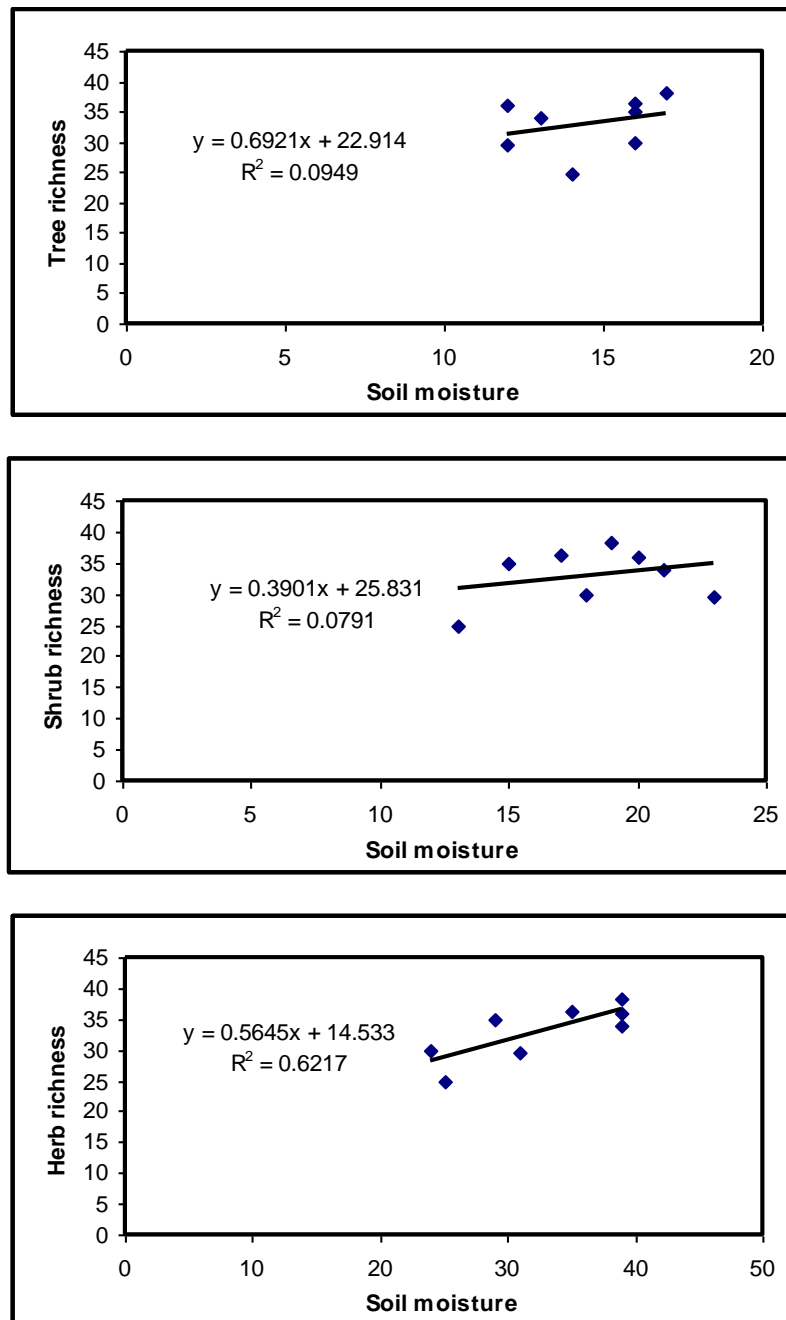 45
40
35
30
25
20
15
10
5
0
Tree richness
y = 0.6921x + 22.914
R² = 0.0949
0 5 10 15 20
Soil moisture
45
40
35
30
25
20
15
10
5
0
Shrub richness
y = 0.3901x + 25.831
R² = 0.0791
0 5 10 15 20 25
Soil moisture
45
40
35
30
25
20
15
10
5
0
Herb richness
y = 0.5645x + 14.533
R² = 0.6217
0 10 20 30 40 50
Soil moisture